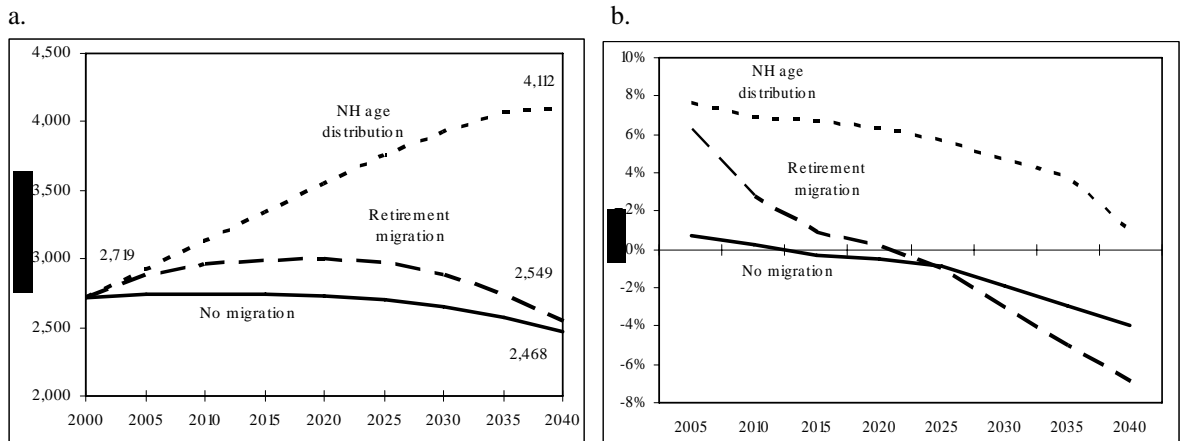 a.
4,500
4,000
3,500
3,000
2,500
2,000
4,112
NH age
distribution
Retirement
migration
2,719
2,549
No migration
2,468
2000 2005 2010 2015 2020 2025 2030 2035 2040
b.
10%
8%
6%
4%
2%
0%
-2%
-4%
-6%
-8%
NH age
distribution
Retirement
migration
No migration
2005 2010 2015 2020 2025 2030 2035 2040